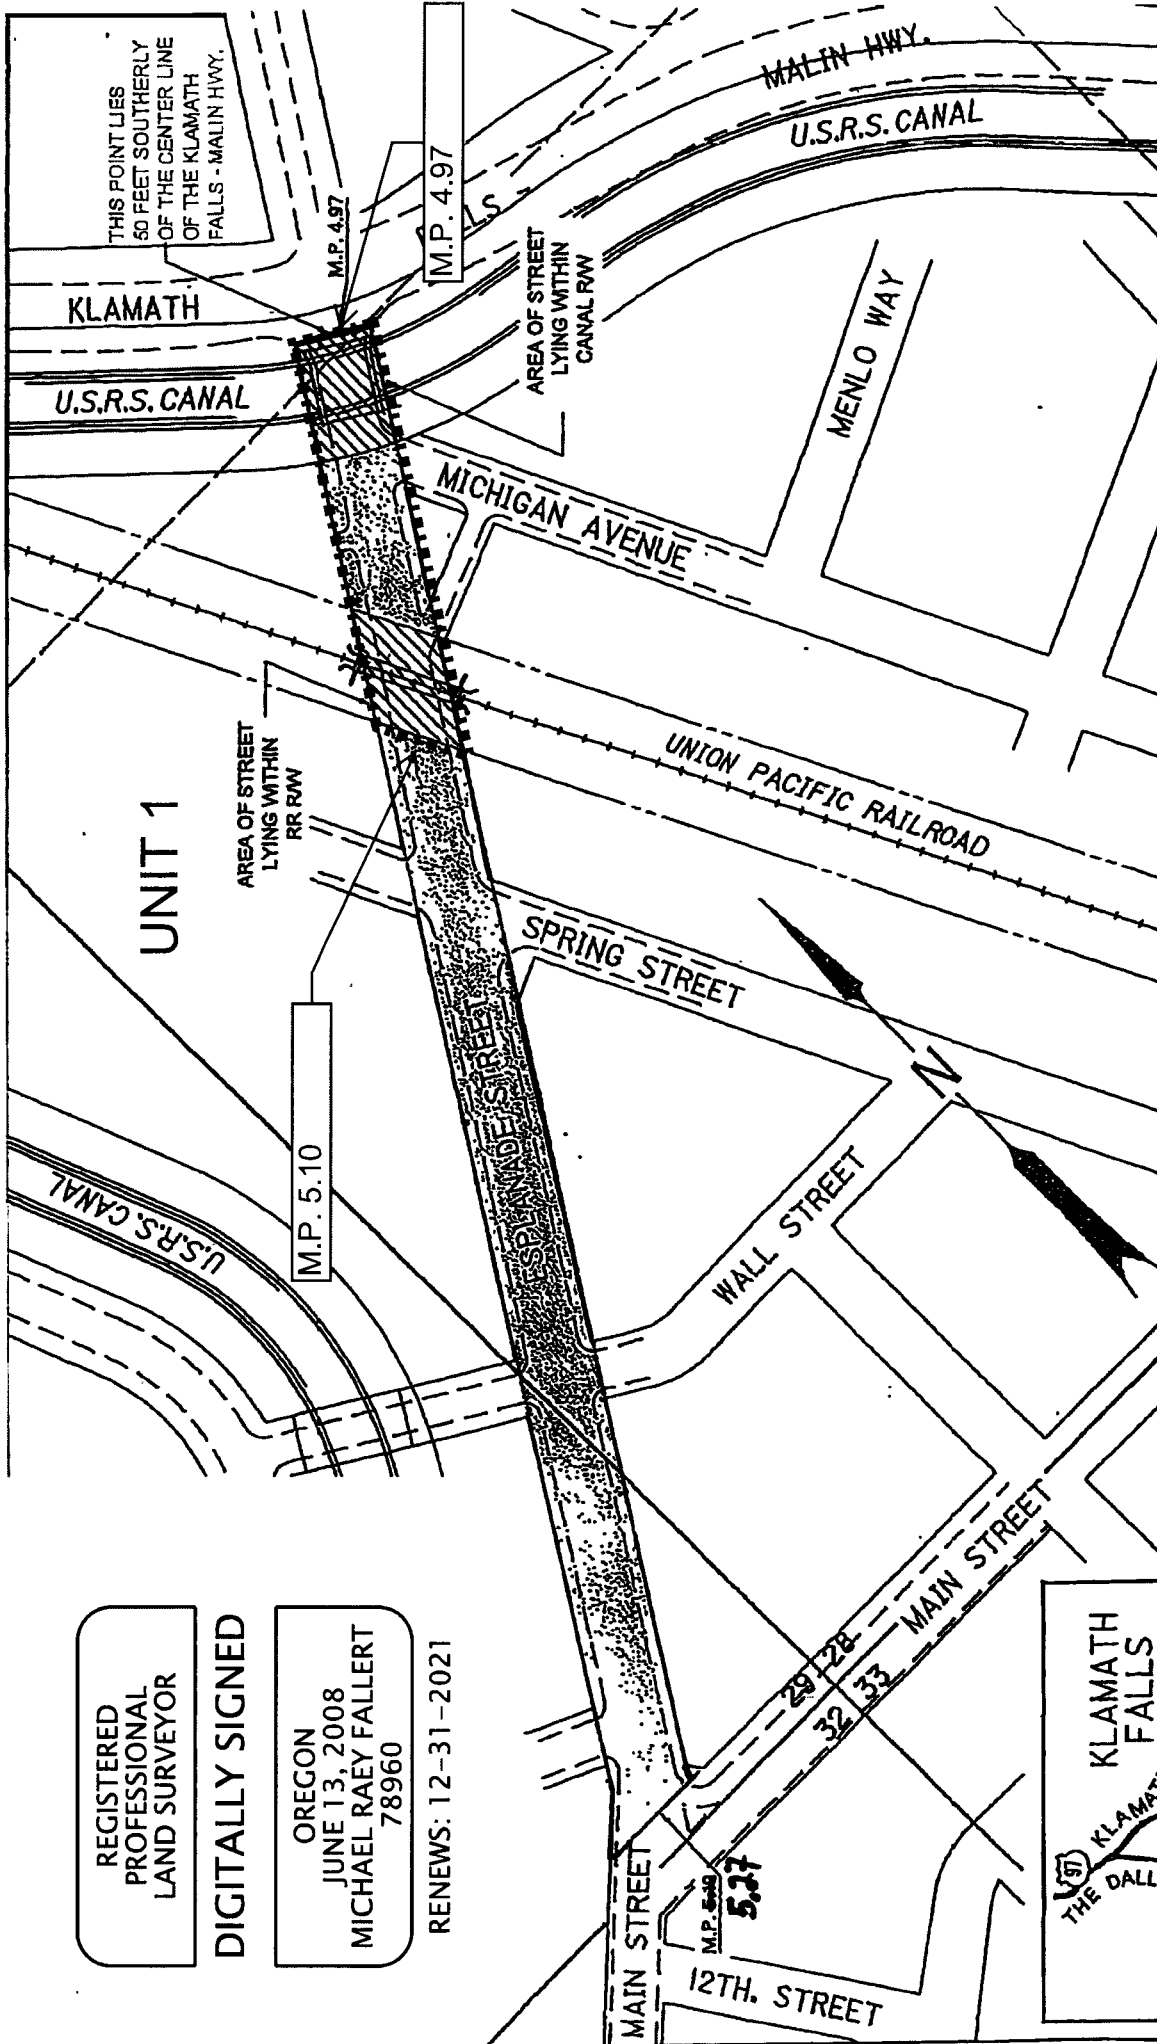 REGISTERED
PROFESSIONAL
LAND SURVEYOR
DIGITALLY SIGNED
OREGON
JUNE 13, 2008
MICHAEL RAEY FALLERT
78960
RENEWS: 12-31-2021
UNIT 1
THIS POINT LIES
50 FEET SOUTHERLY
OF THE CENTER LINE
OF THE KLAMATH
FALLS - MALIN HWY.
KLAMATH
U.S.R.S. CANAL
M.P. 4.97
M.P. 4.97
LS
MALIN HWY.
U.S.R.S. CANAL
AREA OF STREET
LYING WITHIN
CANAL R/W
AREA OF STREET
LYING WITHIN
RR R/W
M.P. 5.10
U.S.R.S. CANAL
ESPLANADE STREET
MICHIGAN AVENUE
MENLO WAY
UNION PACIFIC RAILROAD
SPRING STREET
WALL STREET
N
MAIN STREET
29 28
32 33
MAIN STREET
M.P.
5.27
12TH. STREET
KLAMATH
FALLS
97
KLAMAT
THE DALL